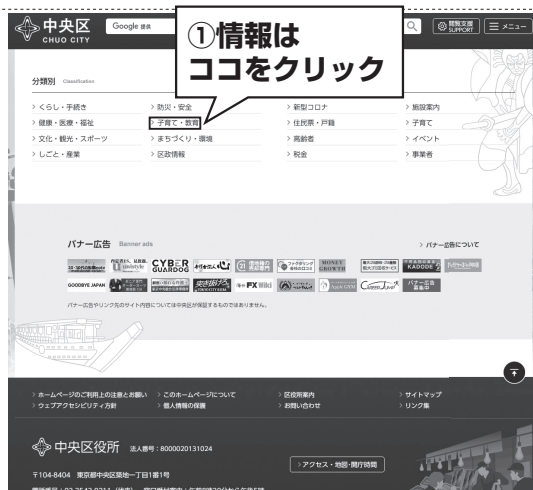 中央区
CHUO CITY
Google 提供
閲覧支援
SUPPORT
メニュー
①情報は
ココをクリック
分類別 Classification
> くらし・手続き
> 防災・安全
> 新型コロナ
> 施設案内
> 健康・医療・福祉
> 子育て・教育
> 住民票・戸籍
> 子育て
> 文化・観光・スポーツ
> まちづくり・環境
> 高齢者
> イベント
> しごと・産業
> 区政情報
> 税金
> 事業者
バナー広告 Banner ads
> バナー広告について
CYBER
GUARDOG
MONEY
GROWTH
KADODE
GOODBYE JAPAN
海外FX Wiki
Apple GYM
Career Jump
バナー広告
募集中
バナー広告やリンク先のサイト内容については中央区が保証するものではありません。
> ホームページのご利用上の注意とお願い
> このホームページについて
> 区役所案内
> サイトマップ
> ウェブアクセシビリティ方針
> 個人情報の保護
> お問い合わせ
> リンク集
中央区役所 法人番号：8000020131024
> アクセス・地図・開庁時間
〒104-8404 東京都中央区築地一丁目1番1号